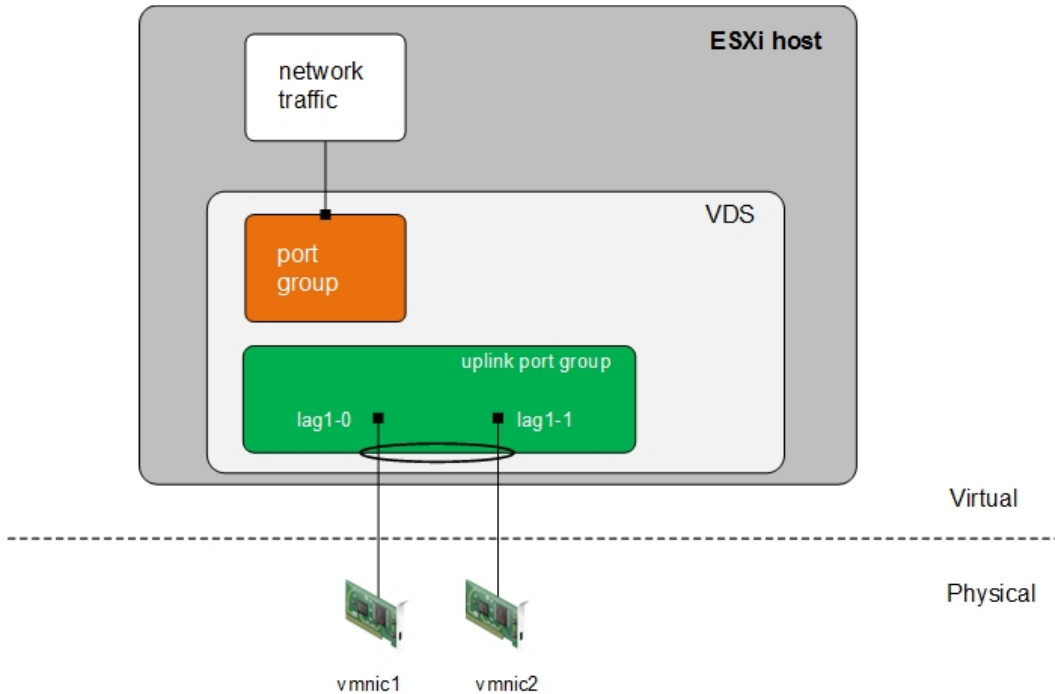 ESXi host
network
traffic
VDS
port
group
uplink port group
lag1-0
lag1-1
Virtual
Physical
vmnic1
vmnic2